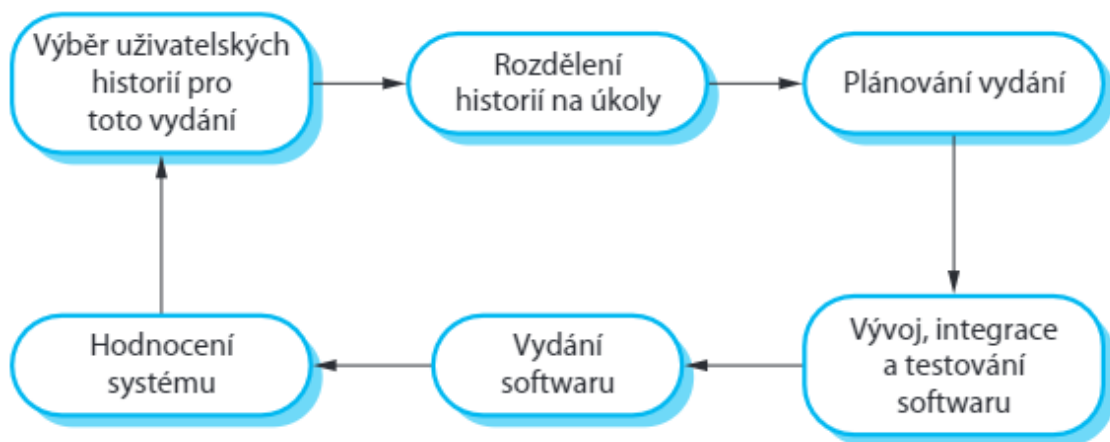 Výběr uživatelských
historií pro
toto vydání
Rozdělení
historií na úkoly
Plánování vydání
Vývoj, integrace
a testování
softwaru
Vydání
softwaru
Hodnocení
systému